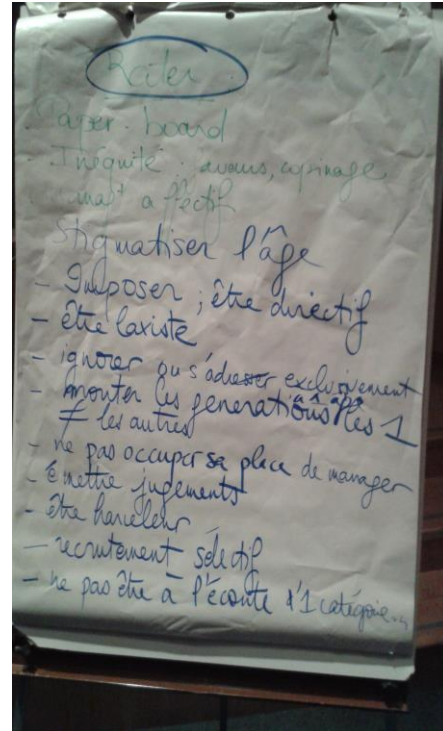 Rater
- Paper-board
- Inéquité : copinage
affectif
Stigmatiser l'âge
- Imposer ; être directif
- être laxiste
- ignorer ou s'adresser exclusivement
- monter les générations les 1
≠ les autres
- ne pas occuper sa place de manager
- émettre jugements
- être harceleur
- recrutement sélectif
- ne pas être à l'écoute d'1 catégorie...